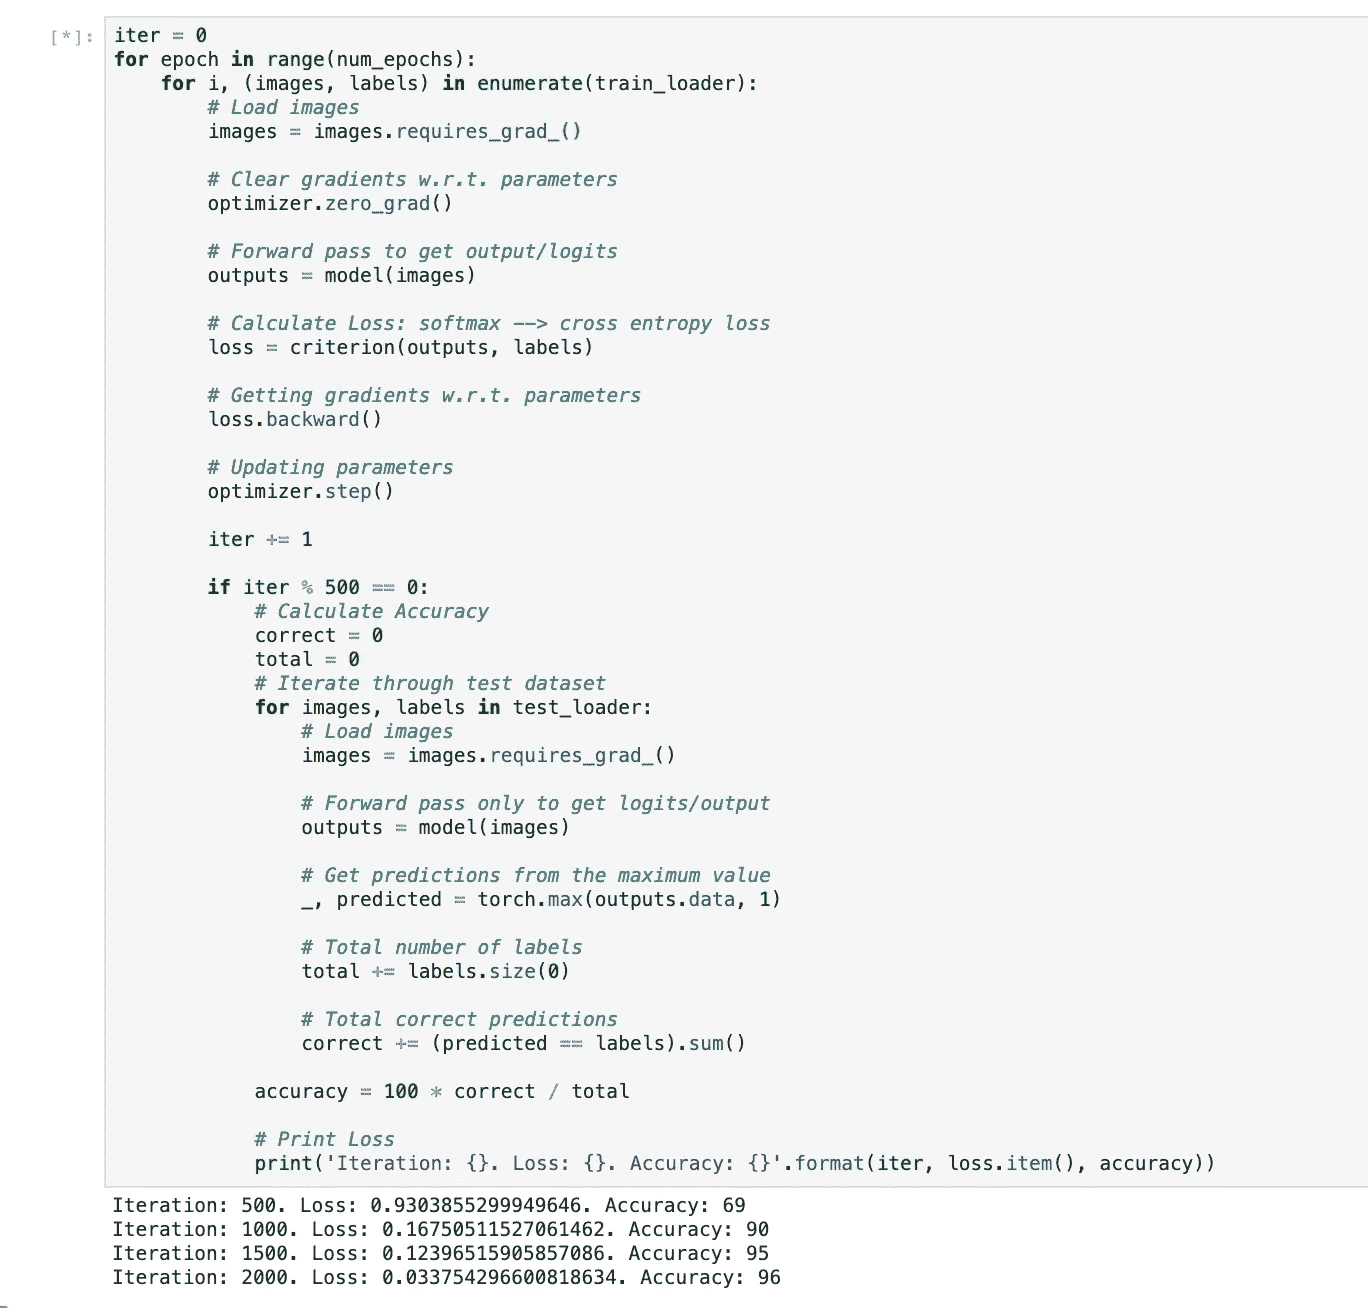 [*]:
iter = 0
for epoch in range(num_epochs):
    for i, (images, labels) in enumerate(train_loader):
        # Load images
        images = images.requires_grad_()

        # Clear gradients w.r.t. parameters
        optimizer.zero_grad()

        # Forward pass to get output/logits
        outputs = model(images)

        # Calculate Loss: softmax --> cross entropy loss
        loss = criterion(outputs, labels)

        # Getting gradients w.r.t. parameters
        loss.backward()

        # Updating parameters
        optimizer.step()

        iter += 1

        if iter % 500 == 0:
            # Calculate Accuracy
            correct = 0
            total = 0
            # Iterate through test dataset
            for images, labels in test_loader:
                # Load images
                images = images.requires_grad_()

                # Forward pass only to get logits/output
                outputs = model(images)

                # Get predictions from the maximum value
                _, predicted = torch.max(outputs.data, 1)

                # Total number of labels
                total += labels.size(0)

                # Total correct predictions
                correct += (predicted == labels).sum()

            accuracy = 100 * correct / total

            # Print Loss
            print('Iteration: {}. Loss: {}. Accuracy: {}'.format(iter, loss.item(), accuracy))
Iteration: 500. Loss: 0.9303855299949646. Accuracy: 69
Iteration: 1000. Loss: 0.16750511527061462. Accuracy: 90
Iteration: 1500. Loss: 0.12396515905857086. Accuracy: 95
Iteration: 2000. Loss: 0.033754296600818634. Accuracy: 96